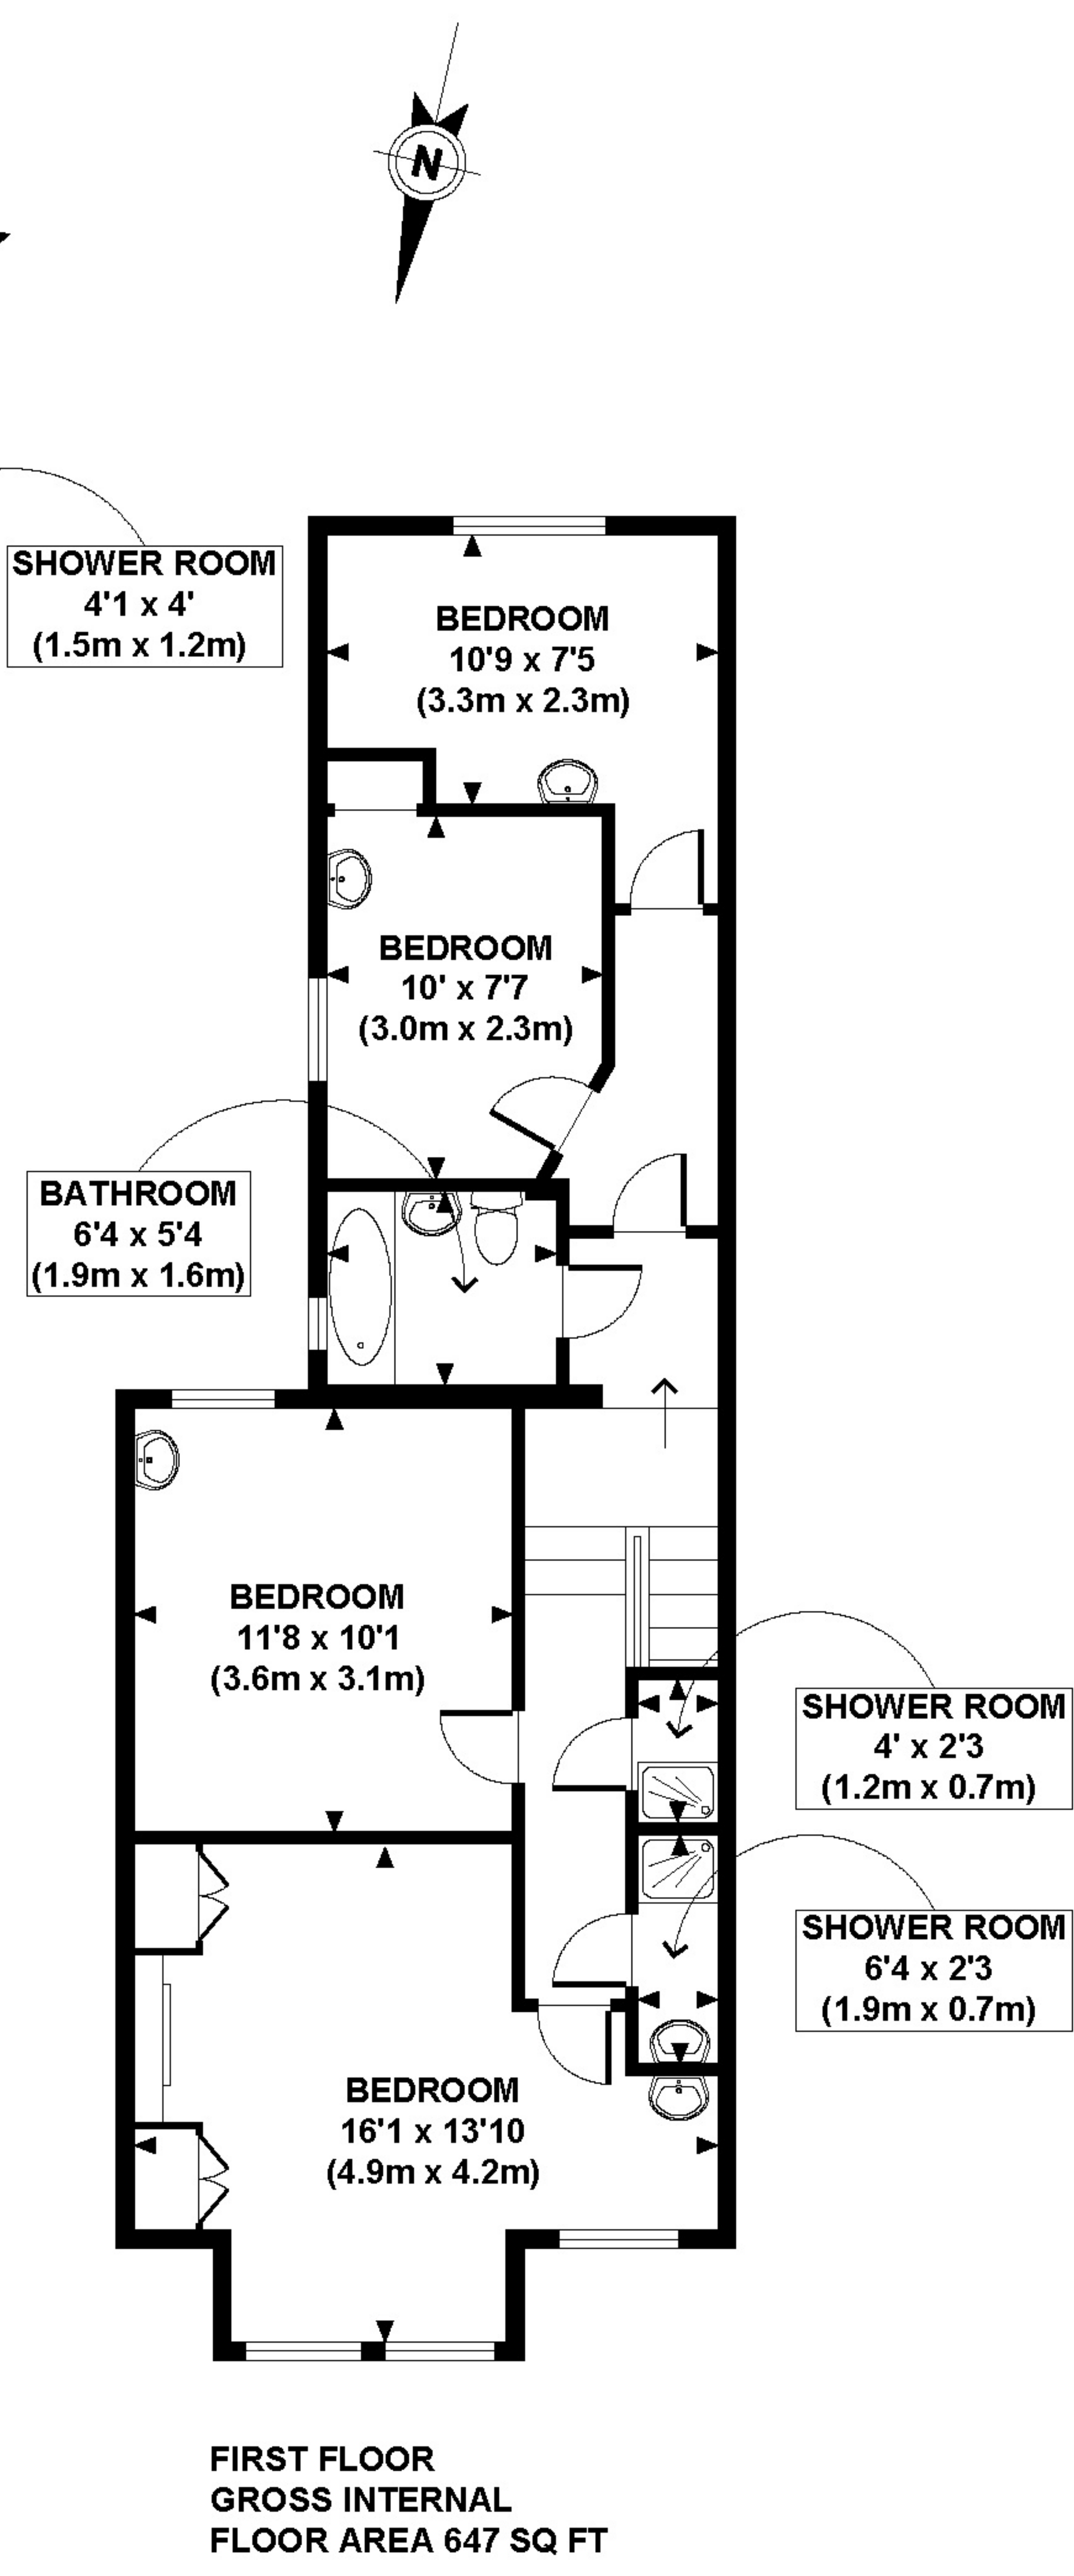 N
SHOWER ROOM
4'1 x 4'
(1.5m x 1.2m)
BEDROOM
10'9 x 7'5
(3.3m x 2.3m)
BEDROOM
10' x 7'7
(3.0m x 2.3m)
BATHROOM
6'4 x 5'4
(1.9m x 1.6m)
BEDROOM
11'8 x 10'1
(3.6m x 3.1m)
SHOWER ROOM
4' x 2'3
(1.2m x 0.7m)
SHOWER ROOM
6'4 x 2'3
(1.9m x 0.7m)
BEDROOM
16'1 x 13'10
(4.9m x 4.2m)
FIRST FLOOR
GROSS INTERNAL
FLOOR AREA 647 SQ FT